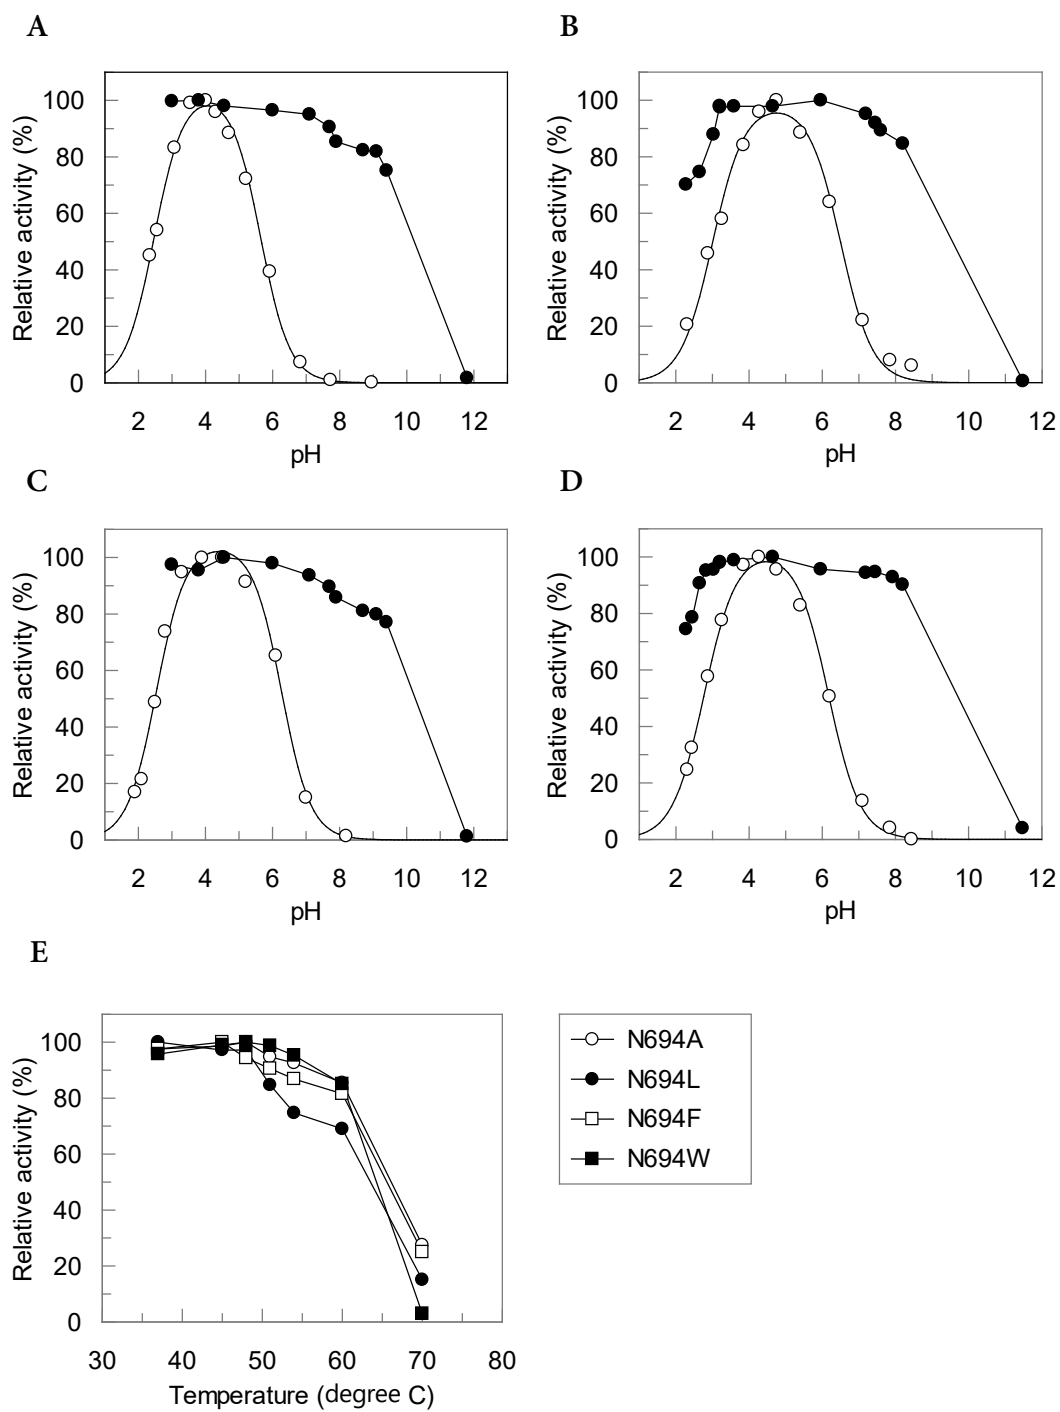 A
B
Relative activity (%)
100
80
60
40
20
0
2 4 6 8 10 12
pH
Relative activity (%)
100
80
60
40
20
0
2 4 6 8 10 12
pH
C
D
Relative activity (%)
100
80
60
40
20
0
2 4 6 8 10 12
pH
Relative activity (%)
100
80
60
40
20
0
2 4 6 8 10 12
pH
E
Relative activity (%)
100
80
60
40
20
0
30 40 50 60 70 80
Temperature (degree C)
N694A
N694L
N694F
N694W